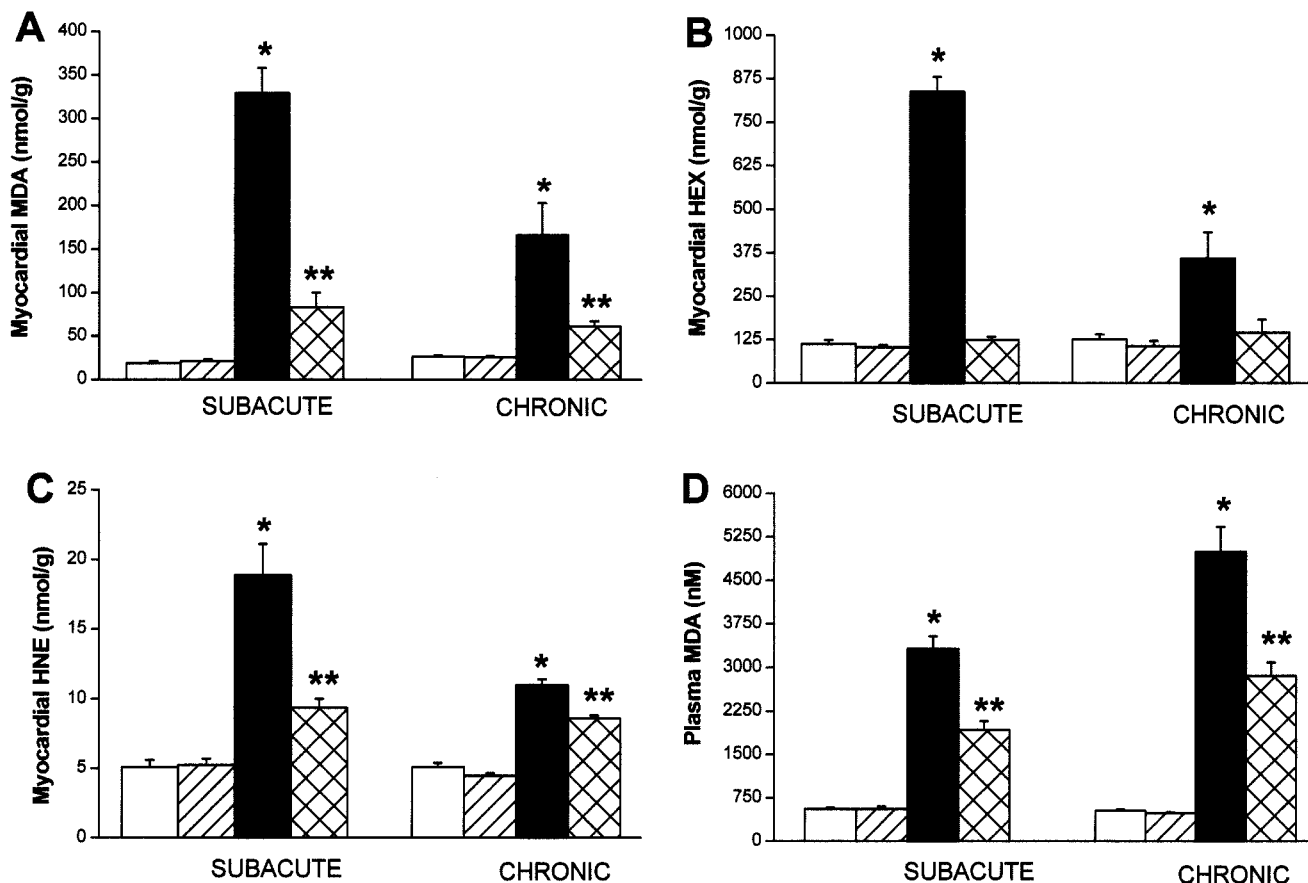 A
Myocardial MDA (nmol/g)
400
350
300
250
200
150
100
50
0
*
**
*
**
SUBACUTE
CHRONIC
B
Myocardial HEX (nmol/g)
1000
875
750
625
500
375
250
125
0
*
*
SUBACUTE
CHRONIC
C
Myocardial HNE (nmol/g)
25
20
15
10
5
0
*
**
*
**
SUBACUTE
CHRONIC
D
Plasma MDA (nM)
6000
5250
4500
3750
3000
2250
1500
750
0
*
**
*
**
SUBACUTE
CHRONIC